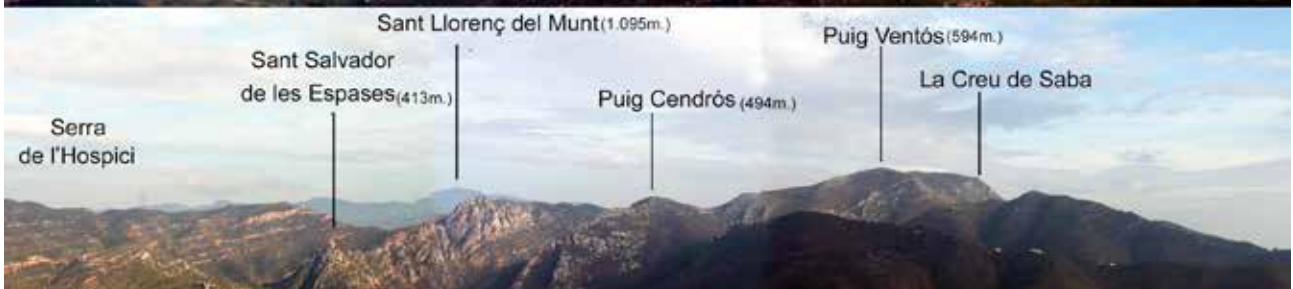 Sant Llorenç del Munt (1.095m.)
Puig Ventós (594m.)
Sant Salvador
de les Espases (413m.)
La Creu de Saba
Puig Cendrós (494m.)
Serra
de l'Hospici